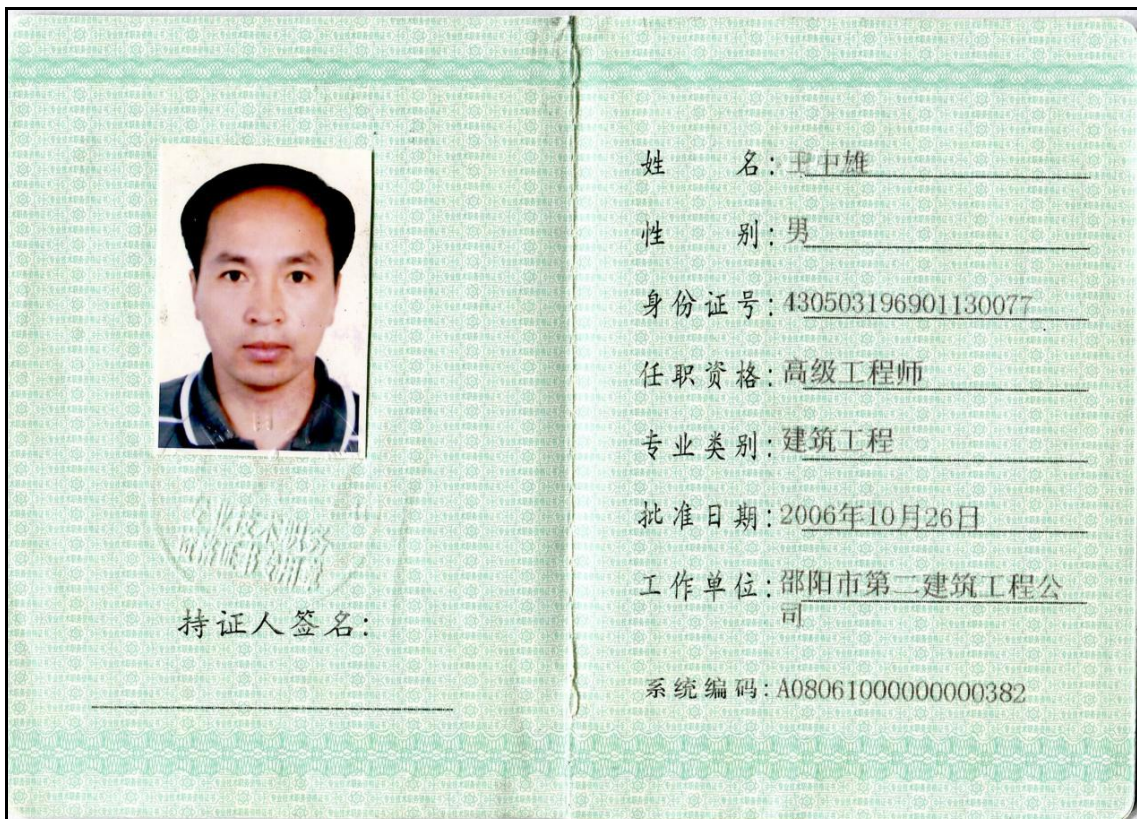 持证人签名:
姓 名:王中雄
性 别:男
身份证号:430503196901130077
任职资格:高级工程师
专业类别:建筑工程
批准日期:2006年10月26日
工作单位:邵阳市第二建筑工程公
司
系统编码:A08061000000000382